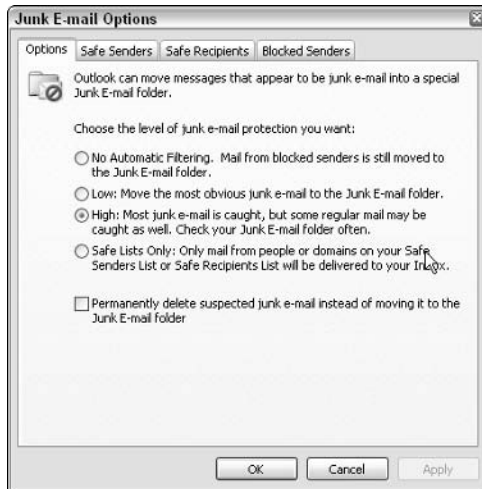 Junk E-mail Options
Options Safe Senders Safe Recipients Blocked Senders
Outlook can move messages that appear to be junk e-mail into a special
Junk E-mail folder.
Choose the level of junk e-mail protection you want:
No Automatic Filtering. Mail from blocked senders is still moved to
the Junk E-mail folder.
Low: Move the most obvious junk e-mail to the Junk E-mail folder.
High: Most junk e-mail is caught, but some regular mail may be
caught as well. Check your Junk E-mail folder often.
Safe Lists Only: Only mail from people or domains on your Safe
Senders List or Safe Recipients List will be delivered to your Inbox.
Permanently delete suspected junk e-mail instead of moving it to the
Junk E-mail folder
OK Cancel Apply